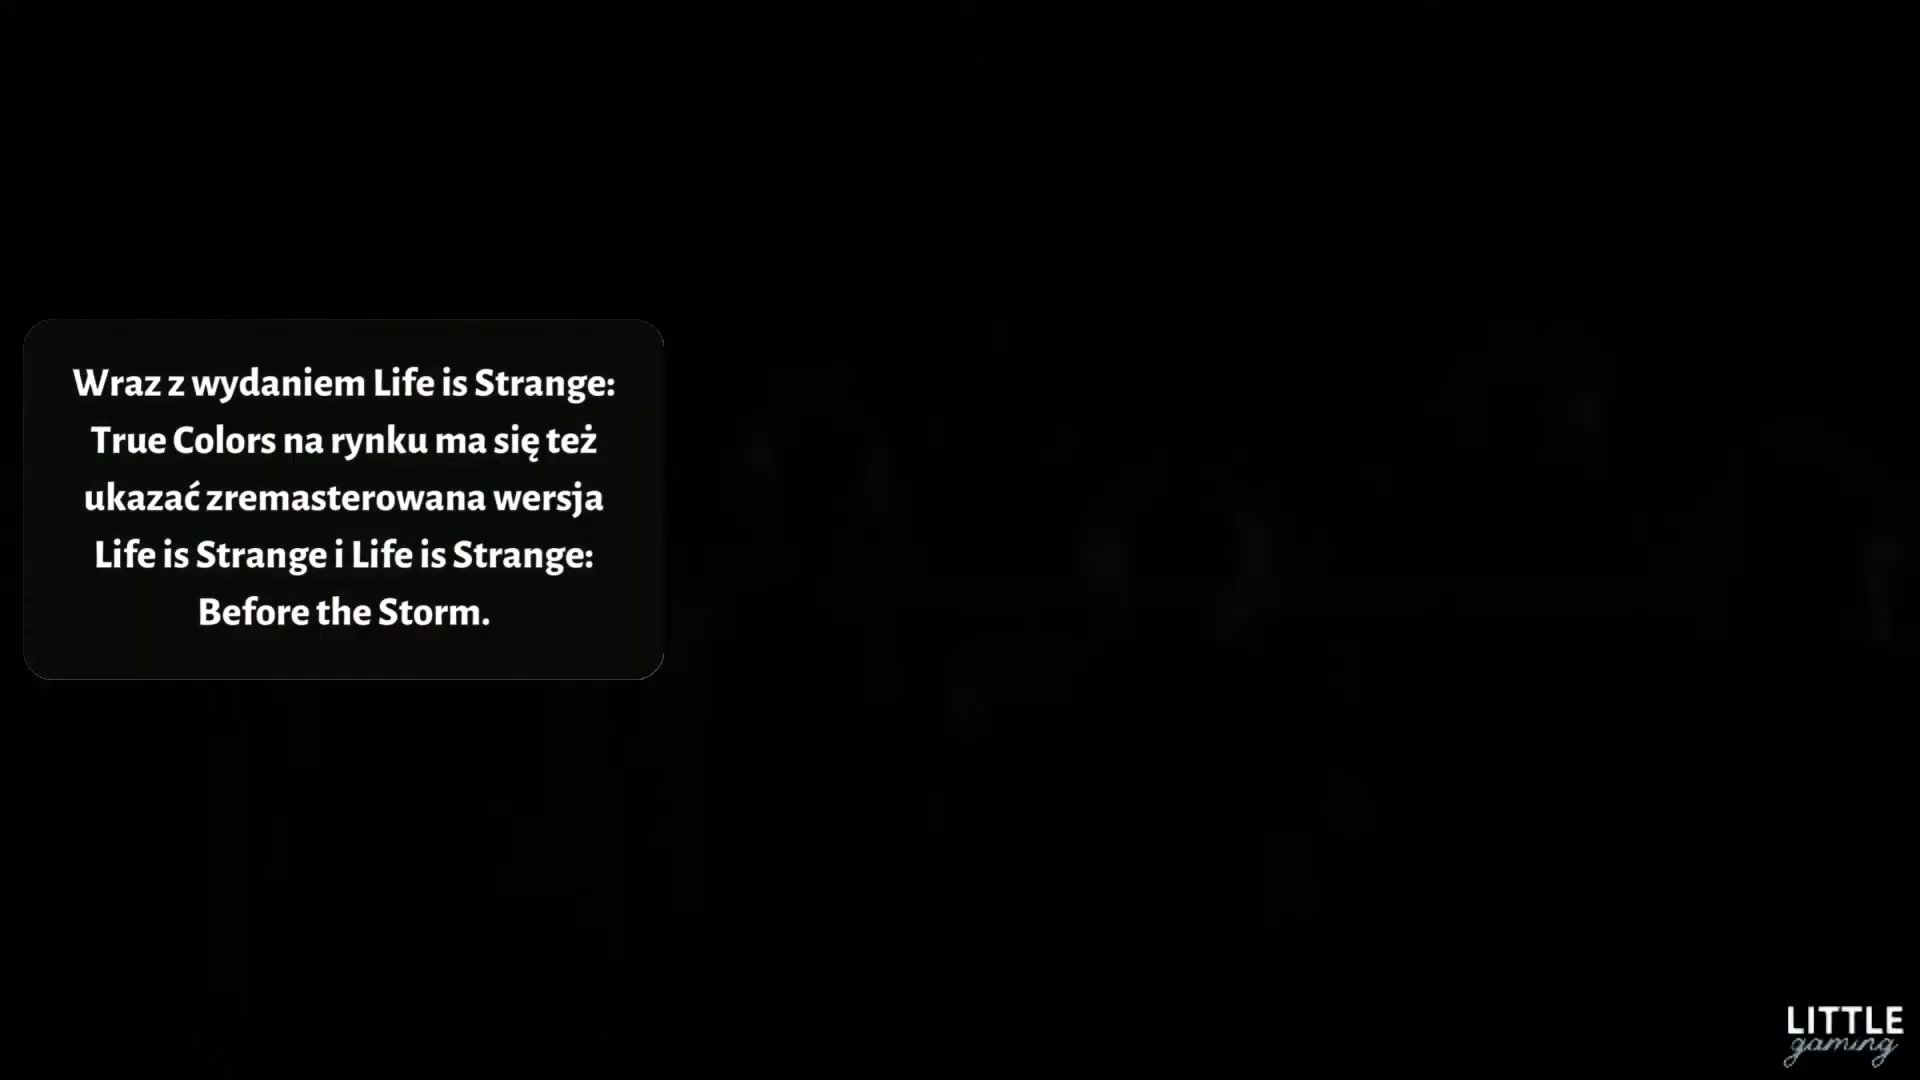 Wraz z wydaniem Life is Strange:
True Colors na rynku ma się też
ukazać zremasterowana wersja
Life is Strange i Life is Strange:
Before the Storm.
LITTLE
gaming